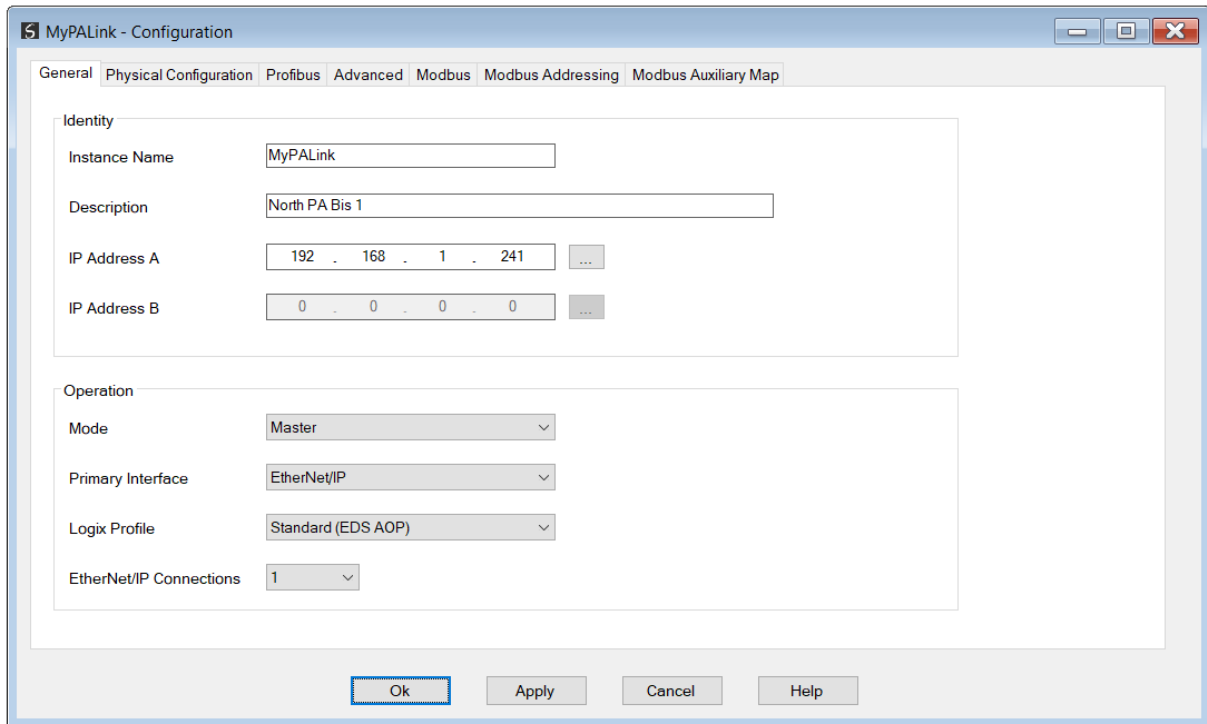 MyPALink - Configuration
General Physical Configuration Profibus Advanced Modbus Modbus Addressing Modbus Auxiliary Map
Identity
Instance Name MyPALink
Description North PA Bis 1
IP Address A 192 . 168 . 1 . 241 ...
IP Address B 0 . 0 . 0 . 0 ...
Operation
Mode Master
Primary Interface EtherNet/IP
Logix Profile Standard (EDS AOP)
EtherNet/IP Connections 1
Ok Apply Cancel Help